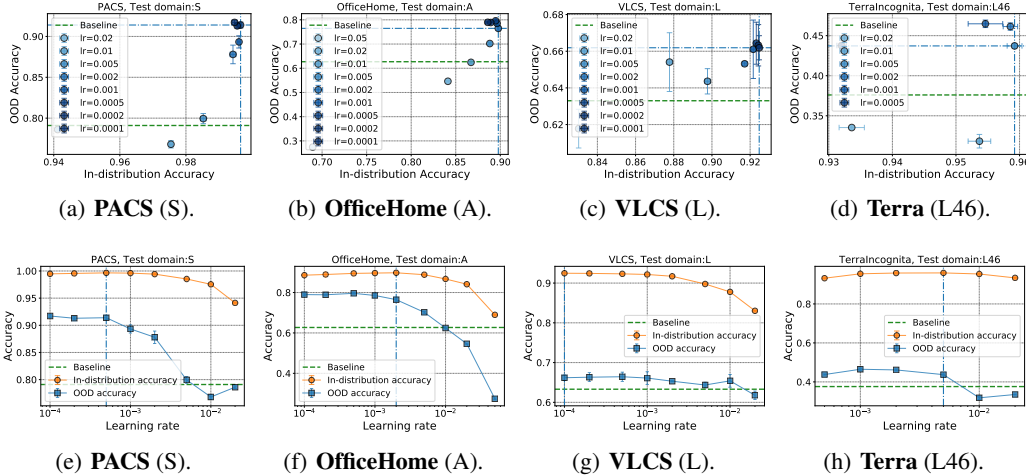 PACS, Test domain:S
OOD Accuracy
0.90
0.85
0.80
Baseline
lr=0.02
lr=0.01
lr=0.005
lr=0.002
lr=0.001
lr=0.0005
lr=0.0002
lr=0.0001
0.94
0.96
0.98
In-distribution Accuracy
(a) PACS (S).
OfficeHome, Test domain:A
OOD Accuracy
0.8
0.7
0.6
0.5
0.4
0.3
Baseline
lr=0.05
lr=0.02
lr=0.01
lr=0.005
lr=0.002
lr=0.001
lr=0.0005
lr=0.0002
lr=0.0001
0.70
0.80
0.90
In-distribution Accuracy
(b) OfficeHome (A).
VLCS, Test domain:L
OOD Accuracy
0.66
0.64
0.62
Baseline
lr=0.02
lr=0.01
lr=0.005
lr=0.002
lr=0.001
lr=0.0005
lr=0.0002
lr=0.0001
0.84
0.86
0.88
0.90
0.92
In-distribution Accuracy
(c) VLCS (L).
TerraIncognita, Test domain:L46
OOD Accuracy
0.45
0.40
0.35
Baseline
lr=0.02
lr=0.01
lr=0.005
lr=0.002
lr=0.001
lr=0.0005
0.93
0.94
0.95
0.96
In-distribution Accuracy
(d) Terra (L46).
PACS, Test domain:S
Accuracy
1.00
0.95
0.90
0.85
0.80
Baseline
In-distribution accuracy
OOD accuracy
10⁻⁴
10⁻³
10⁻²
Learning rate
(e) PACS (S).
OfficeHome, Test domain:A
Accuracy
0.8
0.6
0.4
Baseline
In-distribution accuracy
OOD accuracy
10⁻⁴
10⁻³
10⁻²
Learning rate
(f) OfficeHome (A).
VLCS, Test domain:L
Accuracy
0.9
0.8
0.7
0.6
Baseline
In-distribution accuracy
OOD accuracy
10⁻⁴
10⁻³
10⁻²
Learning rate
(g) VLCS (L).
TerraIncognita, Test domain:L46
Accuracy
0.8
0.6
0.4
Baseline
In-distribution accuracy
OOD accuracy
10⁻³
10⁻²
Learning rate
(h) Terra (L46).